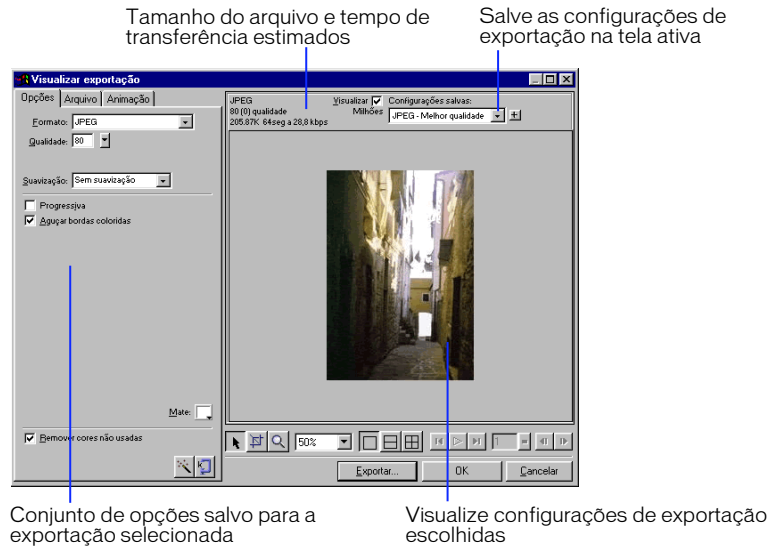 Tamanho do arquivo e tempo de
transferência estimados
Salve as configurações de
exportação na tela ativa
Visualizar exportação
Opções Arquivo Animação
Formato: JPEG
Qualidade: 80
Suavização: Sem suavização
Progressiva
Aguçar bordas coloridas
Mate:
Remover cores não usadas
JPEG
80 (0) qualidade
205.87K 64seg a 28,8 kbps
Visualizar
Milhões
Configurações salvas:
JPEG - Melhor qualidade
50%
1
Exportar... OK Cancelar
Conjunto de opções salvo para a
exportação selecionada
Visualize configurações de exportação
escolhidas